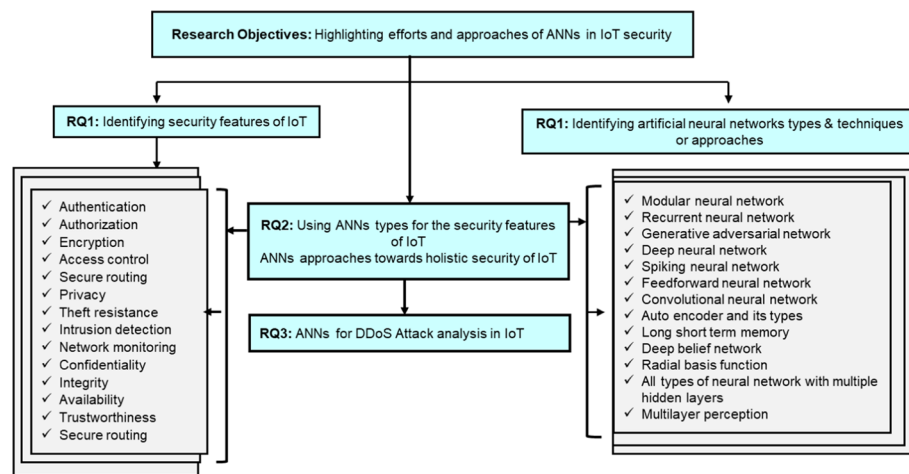 Research Objectives: Highlighting efforts and approaches of ANNs in IoT security
RQ1: Identifying security features of IoT
RQ1: Identifying artificial neural networks types & techniques
or approaches
✓ Authentication
✓ Authorization
✓ Encryption
✓ Access control
✓ Secure routing
✓ Privacy
✓ Theft resistance
✓ Intrusion detection
✓ Network monitoring
✓ Confidentiality
✓ Integrity
✓ Availability
✓ Trustworthiness
✓ Secure routing
RQ2: Using ANNs types for the security features
of IoT
ANNs approaches towards holistic security of IoT
RQ3: ANNs for DDoS Attack analysis in IoT
✓ Modular neural network
✓ Recurrent neural network
✓ Generative adversarial network
✓ Deep neural network
✓ Spiking neural network
✓ Feedforward neural network
✓ Convolutional neural network
✓ Auto encoder and its types
✓ Long short term memory
✓ Deep belief network
✓ Radial basis function
✓ All types of neural network with multiple
hidden layers
✓ Multilayer perception